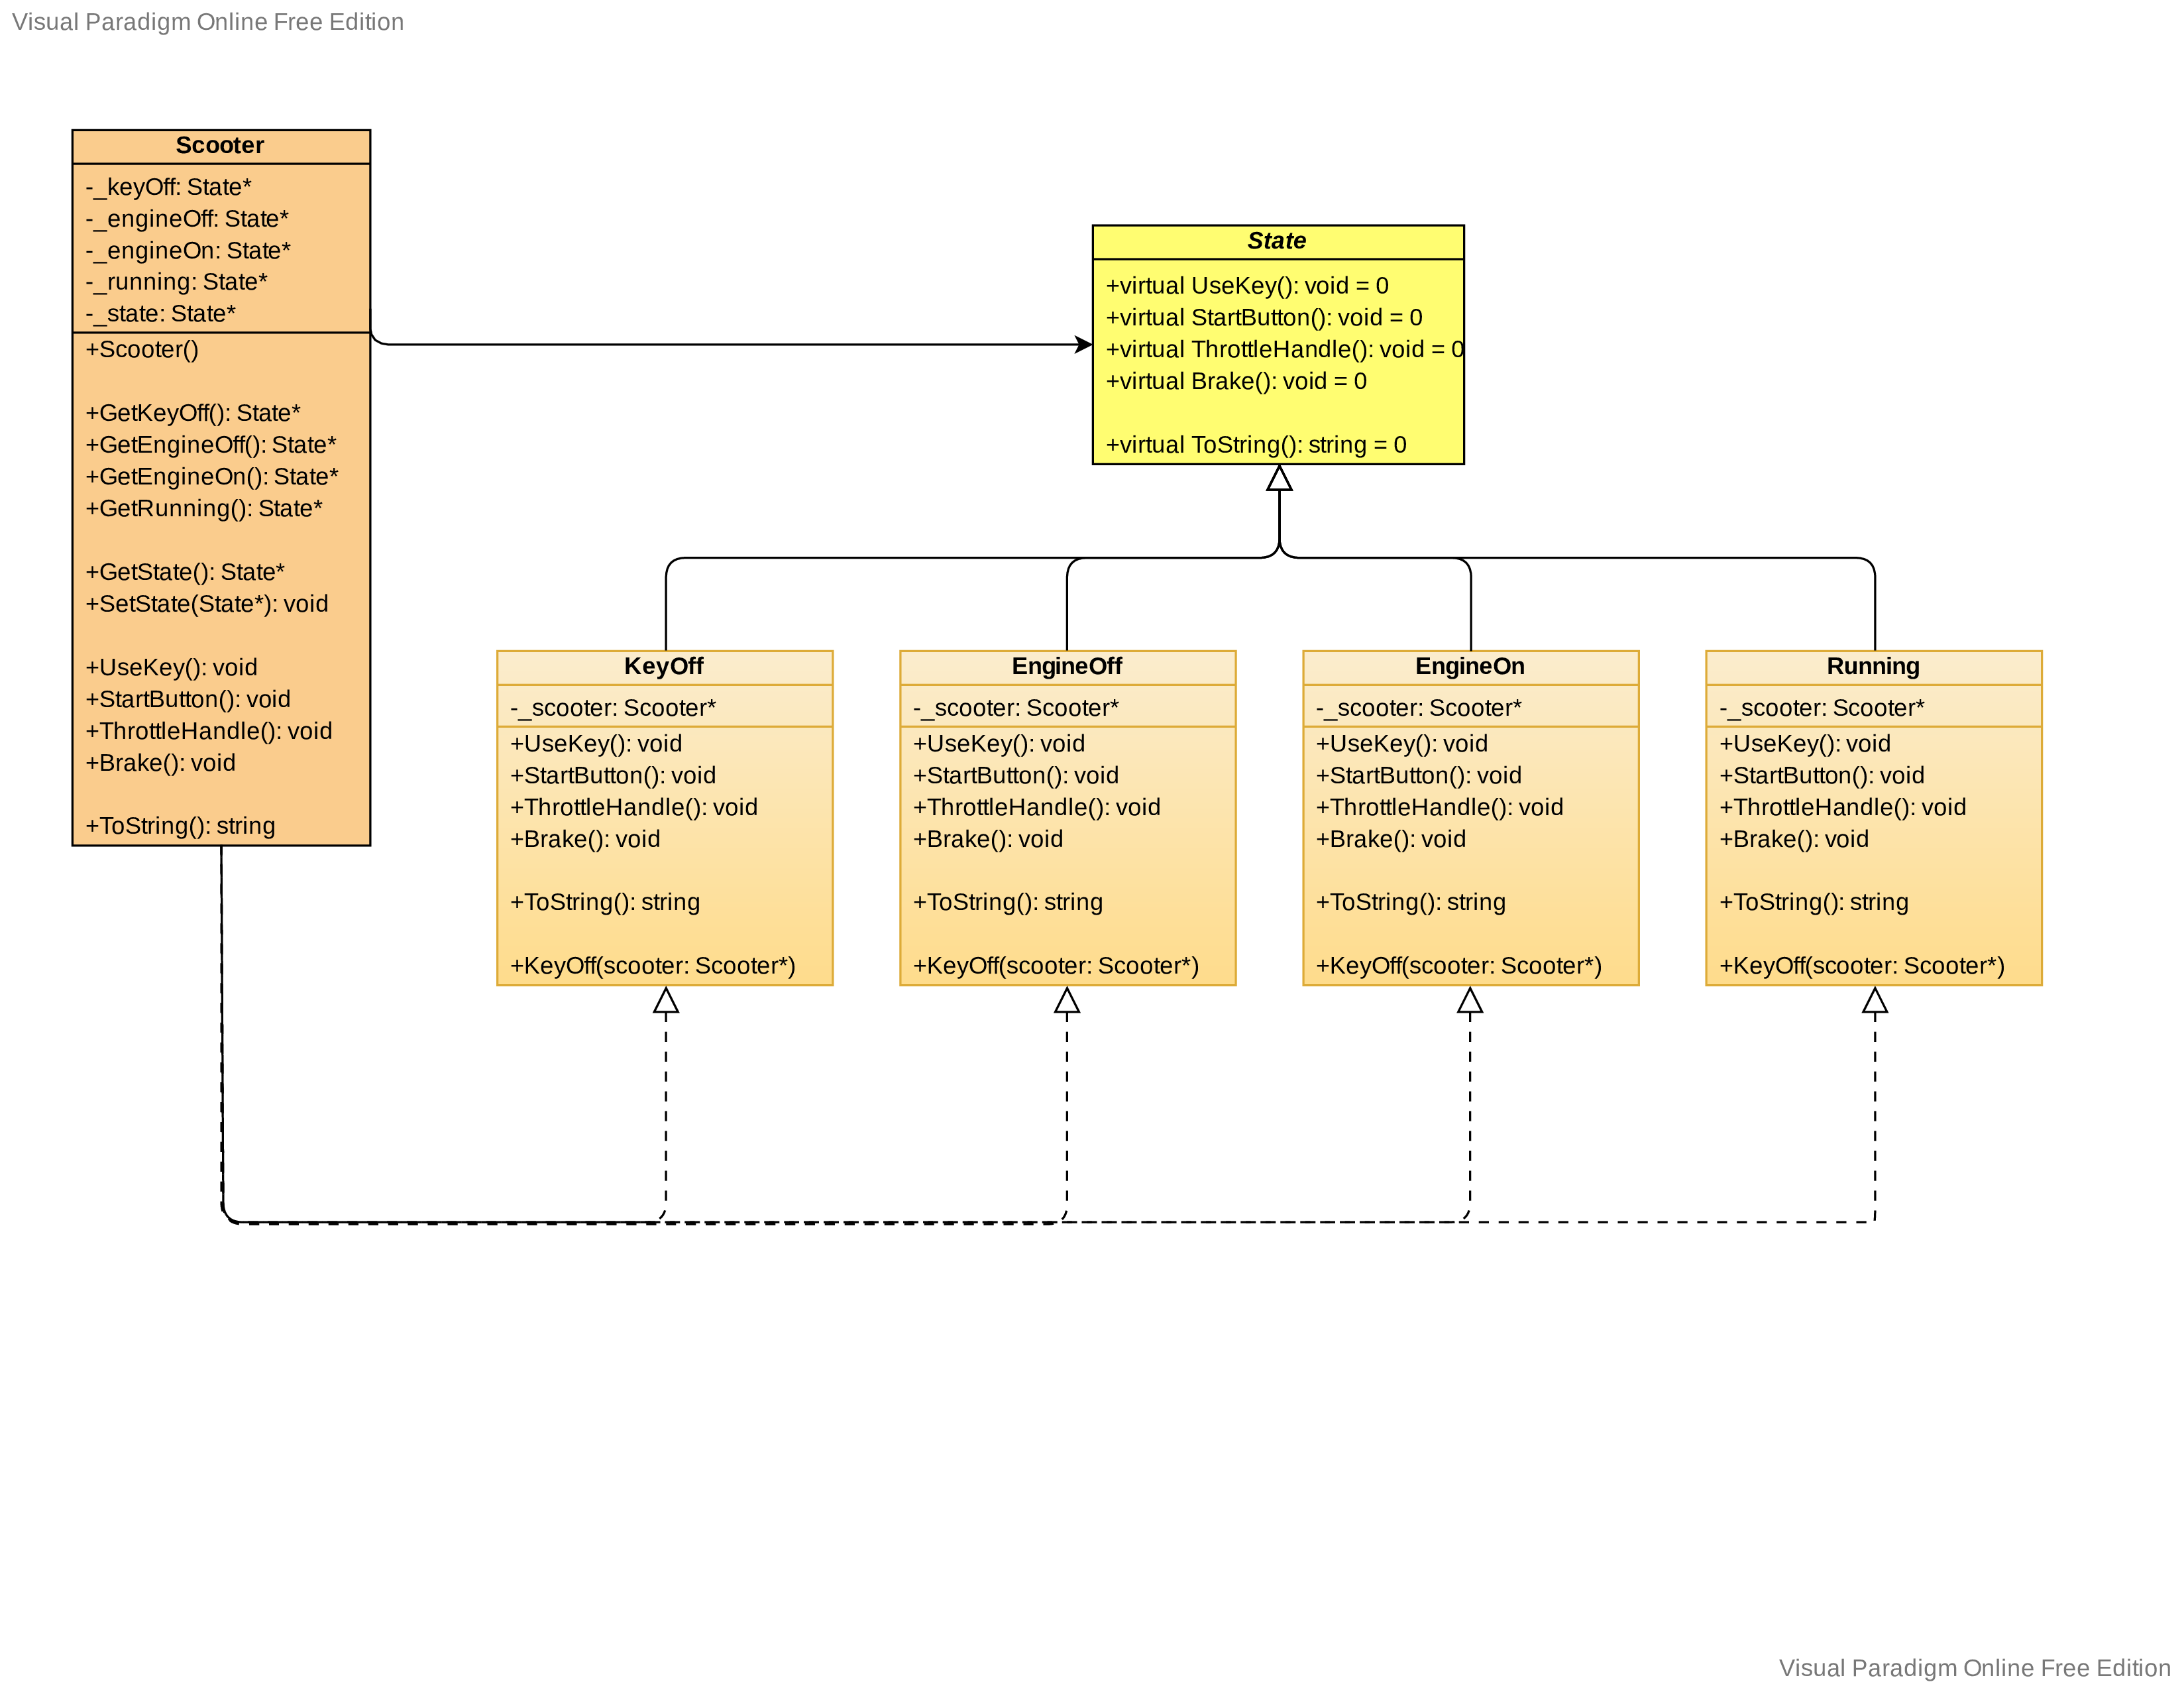 Visual Paradigm Online Free Edition
Scooter
-_keyOff: State*
-_engineOff: State*
-_engineOn: State*
-_running: State*
-_state: State*
+Scooter()
+GetKeyOff(): State*
+GetEngineOff(): State*
+GetEngineOn(): State*
+GetRunning(): State*
+GetState(): State*
+SetState(State*): void
+UseKey(): void
+StartButton(): void
+ThrottleHandle(): void
+Brake(): void
+ToString(): string
State
+virtual UseKey(): void = 0
+virtual StartButton(): void = 0
+virtual ThrottleHandle(): void = 0
+virtual Brake(): void = 0
+virtual ToString(): string = 0
KeyOff
-_scooter: Scooter*
+UseKey(): void
+StartButton(): void
+ThrottleHandle(): void
+Brake(): void
+ToString(): string
+KeyOff(scooter: Scooter*)
EngineOff
-_scooter: Scooter*
+UseKey(): void
+StartButton(): void
+ThrottleHandle(): void
+Brake(): void
+ToString(): string
+KeyOff(scooter: Scooter*)
EngineOn
-_scooter: Scooter*
+UseKey(): void
+StartButton(): void
+ThrottleHandle(): void
+Brake(): void
+ToString(): string
+KeyOff(scooter: Scooter*)
Running
-_scooter: Scooter*
+UseKey(): void
+StartButton(): void
+ThrottleHandle(): void
+Brake(): void
+ToString(): string
+KeyOff(scooter: Scooter*)
Visual Paradigm Online Free Edition